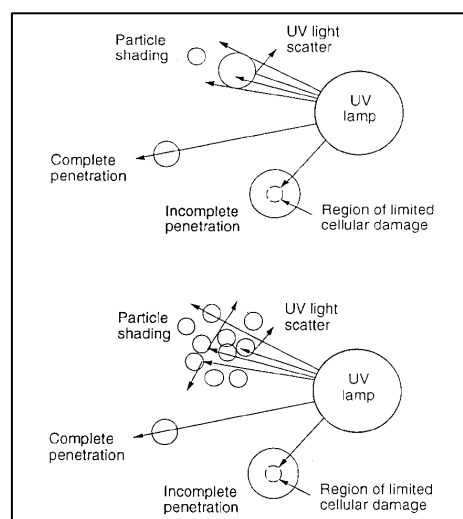 Particle
shading
UV light
scatter
UV
lamp
Complete
penetration
Incomplete
penetration
Region of limited
cellular damage
Particle
shading
UV light
scatter
UV
lamp
Complete
penetration
Incomplete
penetration
Region of limited
cellular damage